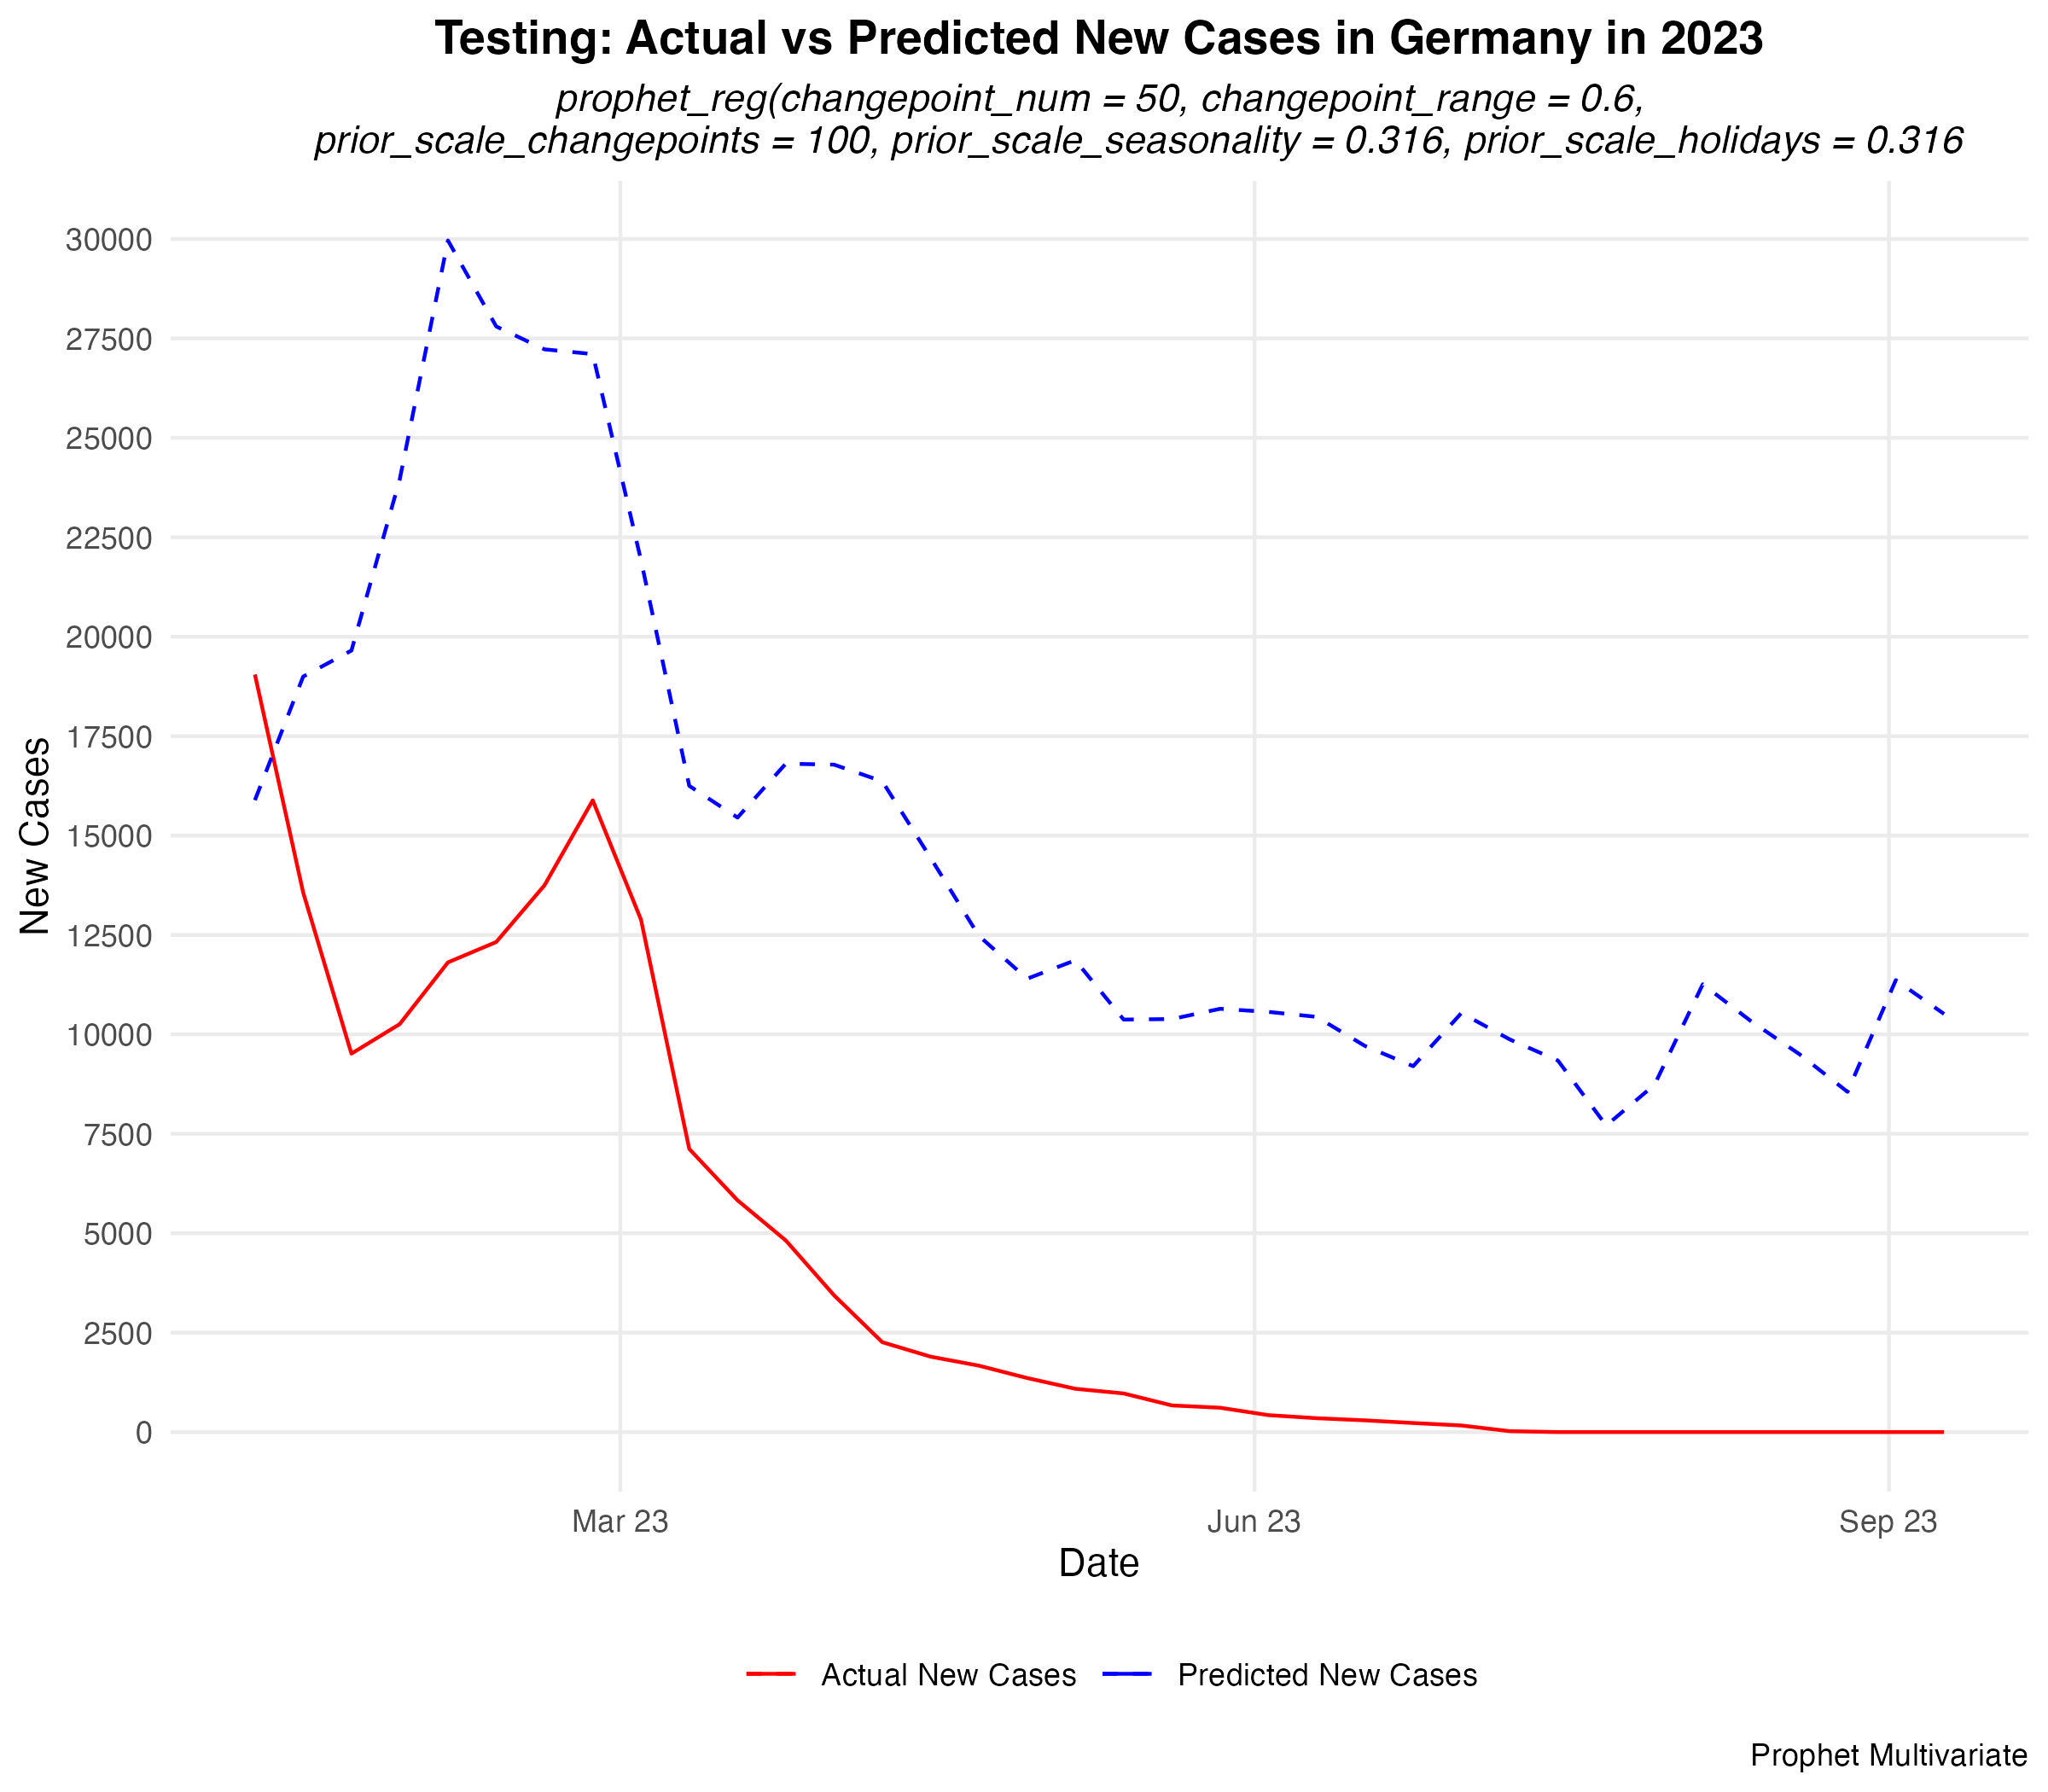 Testing: Actual vs Predicted New Cases in Germany in 2023
prophet_reg(changepoint_num = 50, changepoint_range = 0.6,
prior_scale_changepoints = 100, prior_scale_seasonality = 0.316, prior_scale_holidays = 0.316
30000
27500
25000
22500
20000
17500
15000
12500
10000
7500
5000
2500
0
New Cases
Mar 23
Jun 23
Sep 23
Date
Actual New Cases
Predicted New Cases
Prophet Multivariate